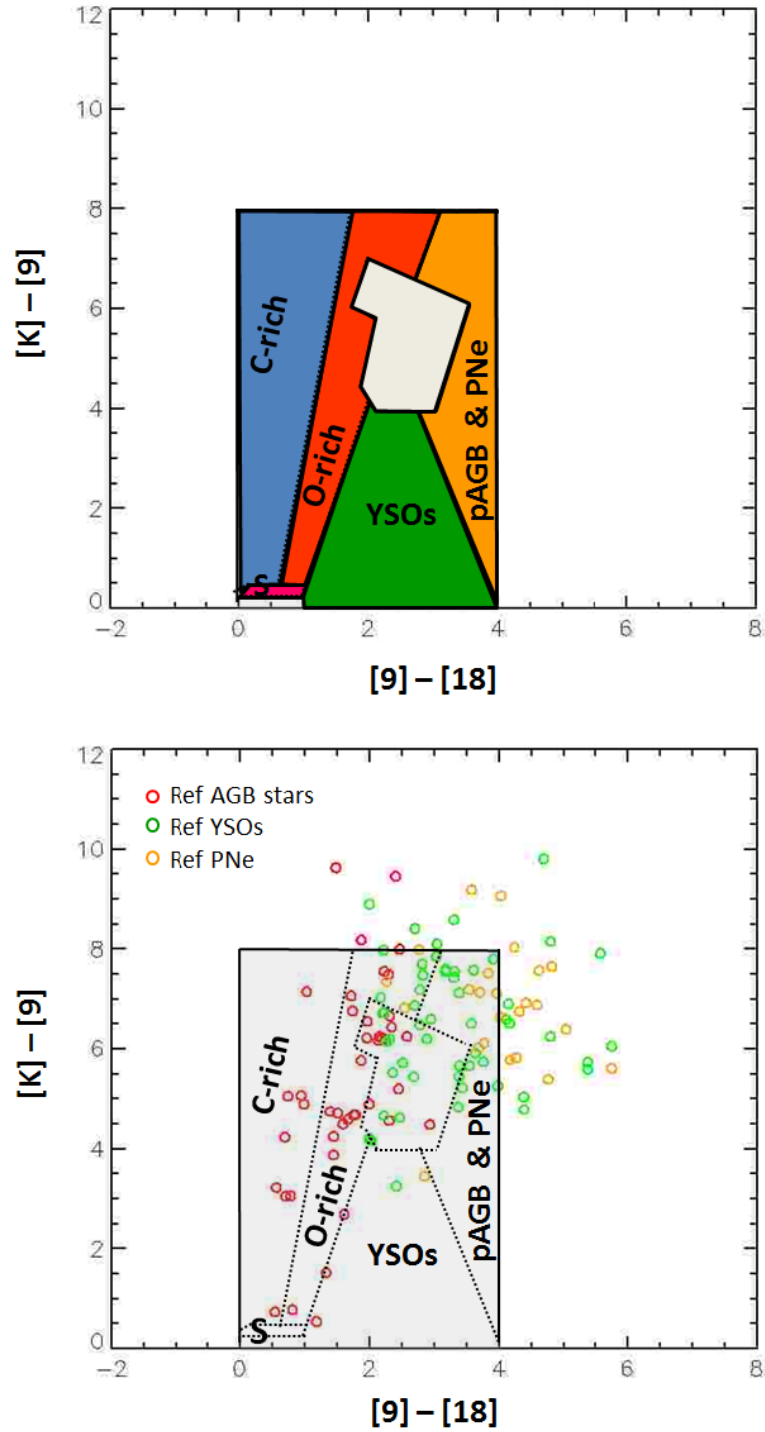 12
10
8
6
4
2
0
[K] – [9]
C-rich
O-rich
YSOs
pAGB & PNe
S
−2 0 2 4 6 8
[9] – [18]
12
10
8
6
4
2
0
Ref AGB stars
Ref YSOs
Ref PNe
[K] – [9]
C-rich
O-rich
YSOs
pAGB & PNe
S
−2 0 2 4 6 8
[9] – [18]